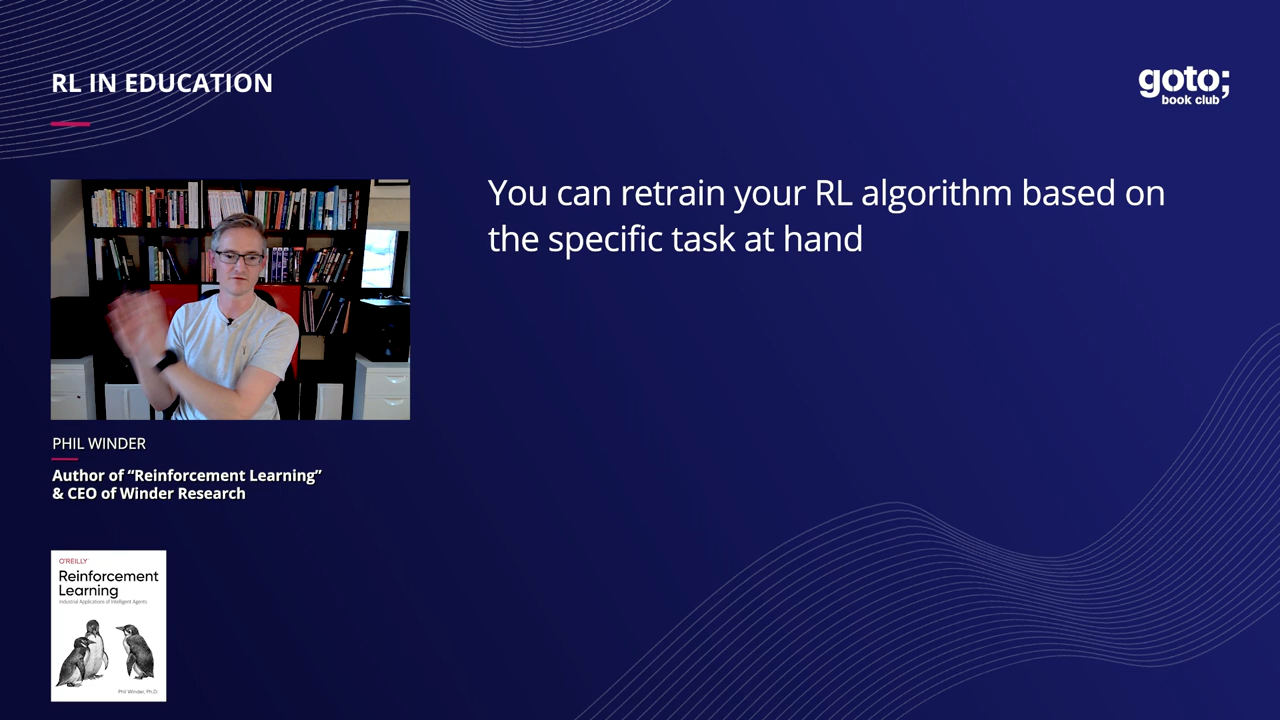 RL IN EDUCATION
goto;
book club
You can retrain your RL algorithm based on
the specific task at hand
PHIL WINDER
Author of “Reinforcement Learning”
& CEO of Winder Research
O'REILLY
Reinforcement
Learning
Industrial Applications of Intelligent Agents
Phil Winder, Ph.D.